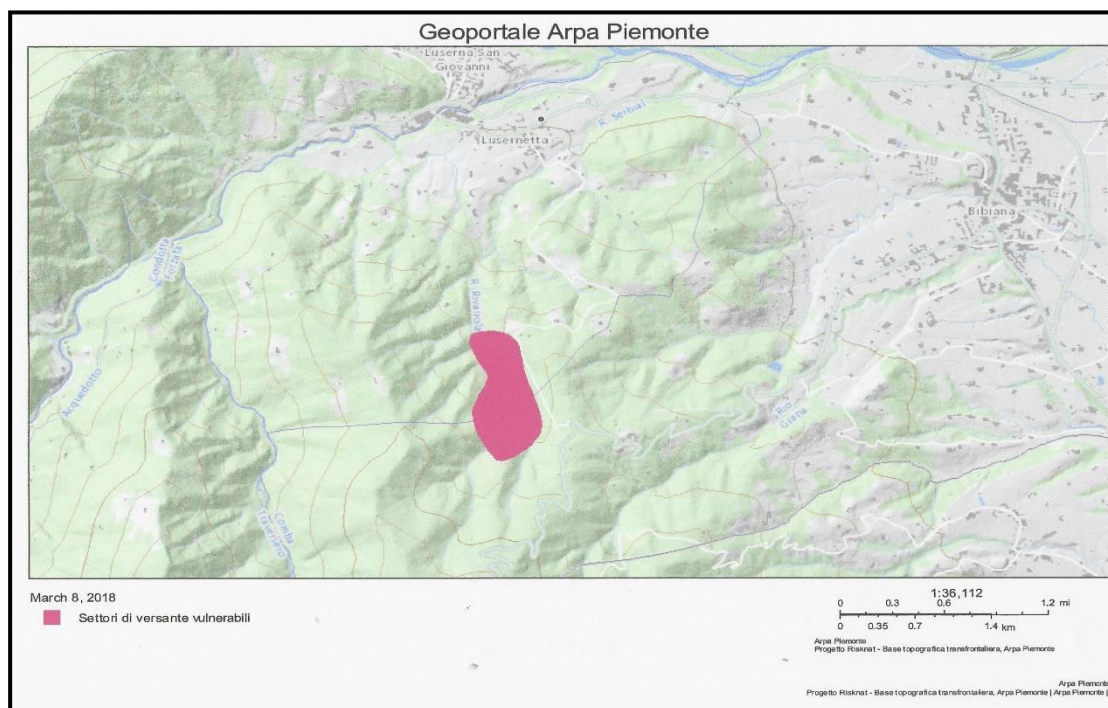 Geoportale Arpa Piemonte
Luserna San
Giovanni
R. Serbial
Lusernetta
Bibiana
Condotta
Forzata
Acquedotto
Rio
Grana
Comba
Traversero
March 8, 2018
Settori di versante vulnerabili
1:36,112
0 0.3 0.6 1.2 mi
0 0.35 0.7 1.4 km
Arpa Piemonte
Progetto Risknat - Base topografica transfrontaliera, Arpa Piemonte
Arpa Piemonte
Progetto Risknat - Base topografica transfrontaliera, Arpa Piemonte | Arpa Piemonte |